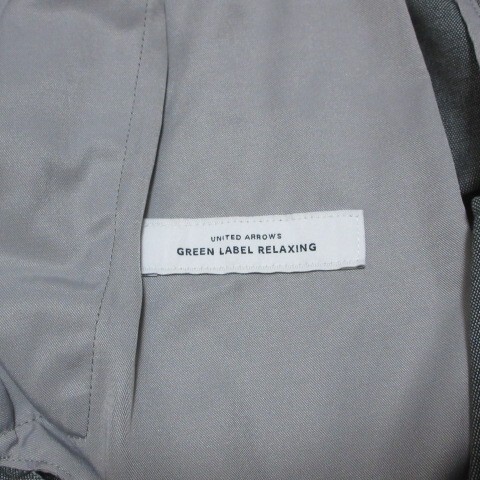 UNITED ARROWS
GREEN LABEL RELAXING